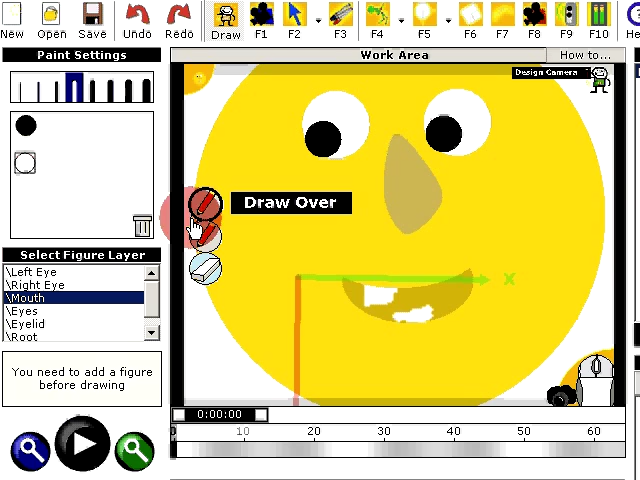 New Open Save Undo Redo Draw F1 F2 F3 F4 F5 F6 F7 F8 F9 F10
Paint Settings
Work Area
How to...
Design Camera
Draw Over
Select Figure Layer
\Left Eye
\Right Eye
\Mouth
\Eyes
\Eyelid
\Root
X
You need to add a figure
before drawing
0:00:00
0 10 20 30 40 50 60